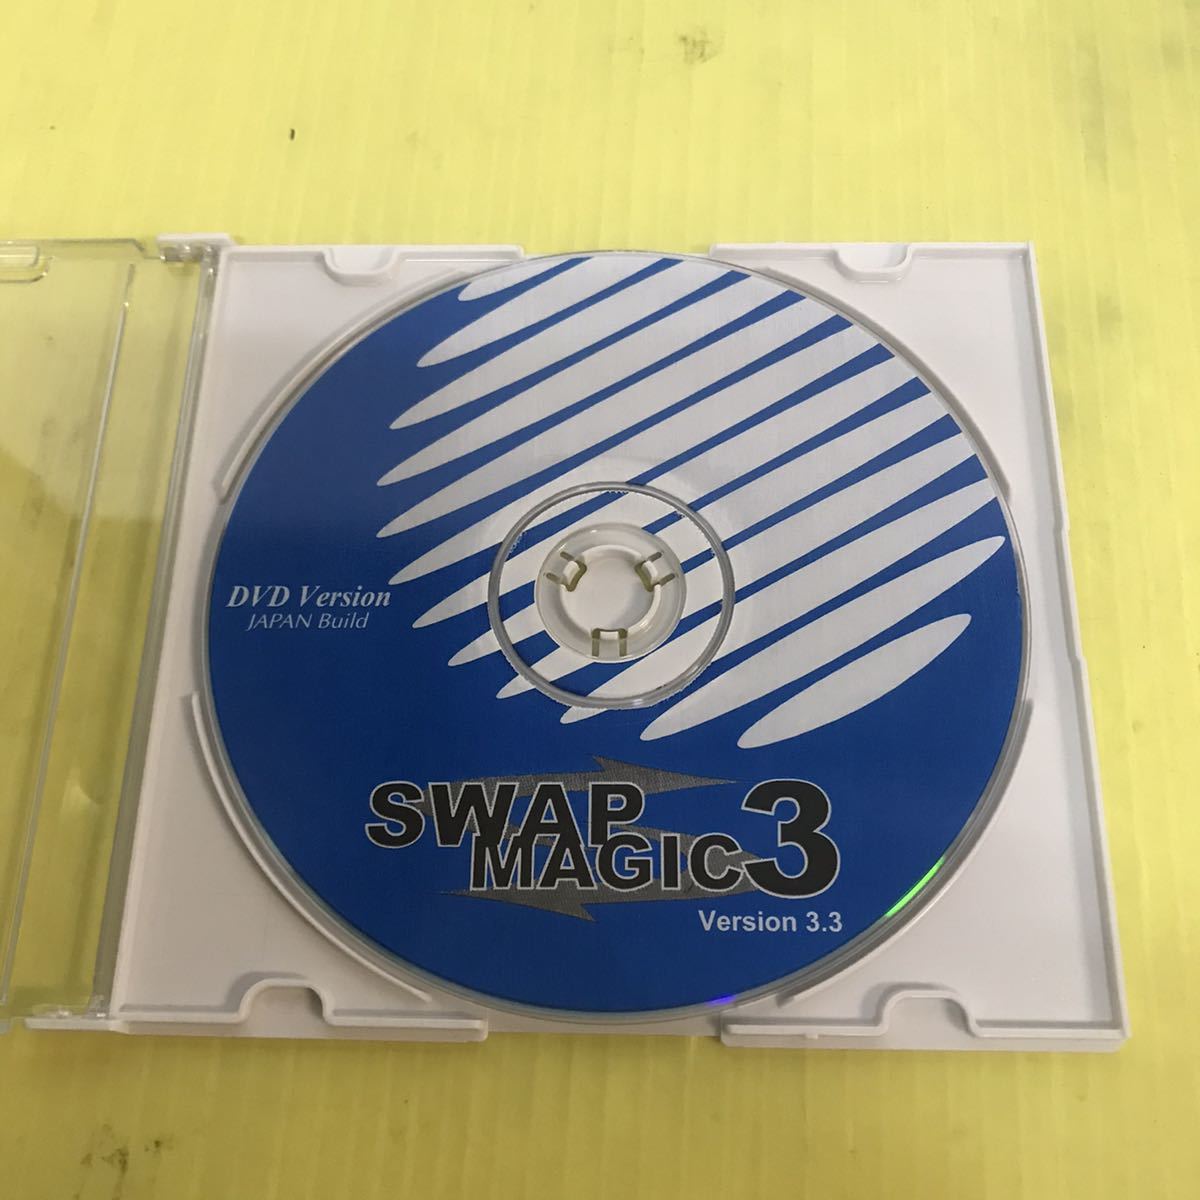 DVD Version
JAPAN Build
SWAP
MAGIC 3
Version 3.3